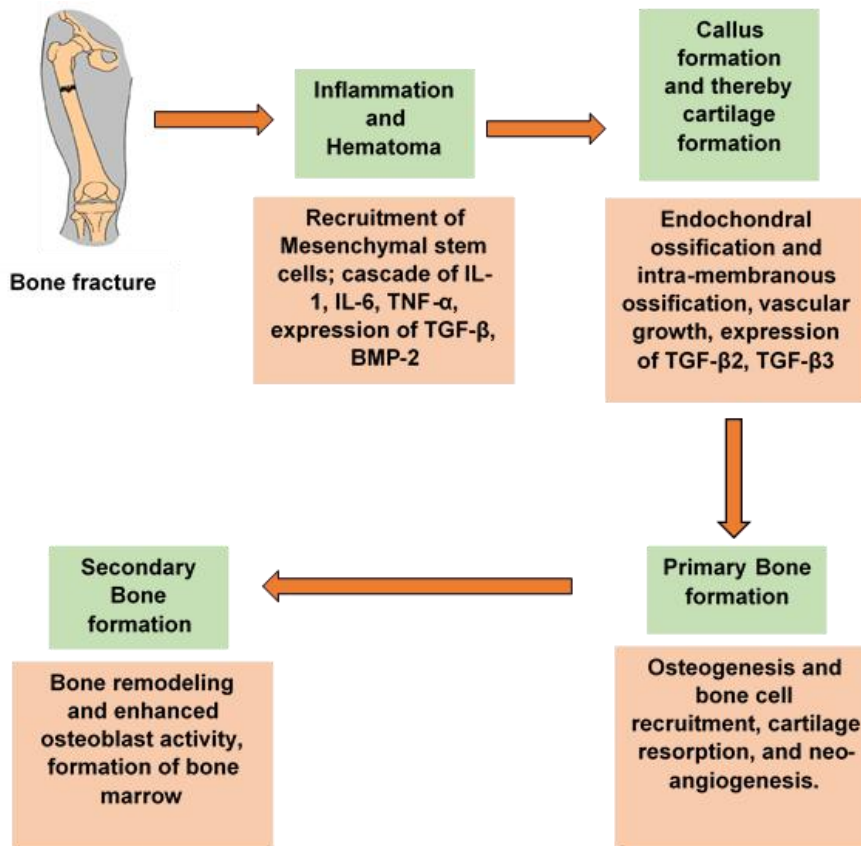 Bone fracture
Inflammation
and
Hematoma
Recruitment of
Mesenchymal stem
cells; cascade of IL-
1, IL-6, TNF-α,
expression of TGF-β,
BMP-2
Callus
formation
and thereby
cartilage
formation
Endochondral
ossification and
intra-membranous
ossification, vascular
growth, expression
of TGF-β2, TGF-β3
Primary Bone
formation
Osteogenesis and
bone cell
recruitment, cartilage
resorption, and neo-
angiogenesis.
Secondary
Bone
formation
Bone remodeling
and enhanced
osteoblast activity,
formation of bone
marrow